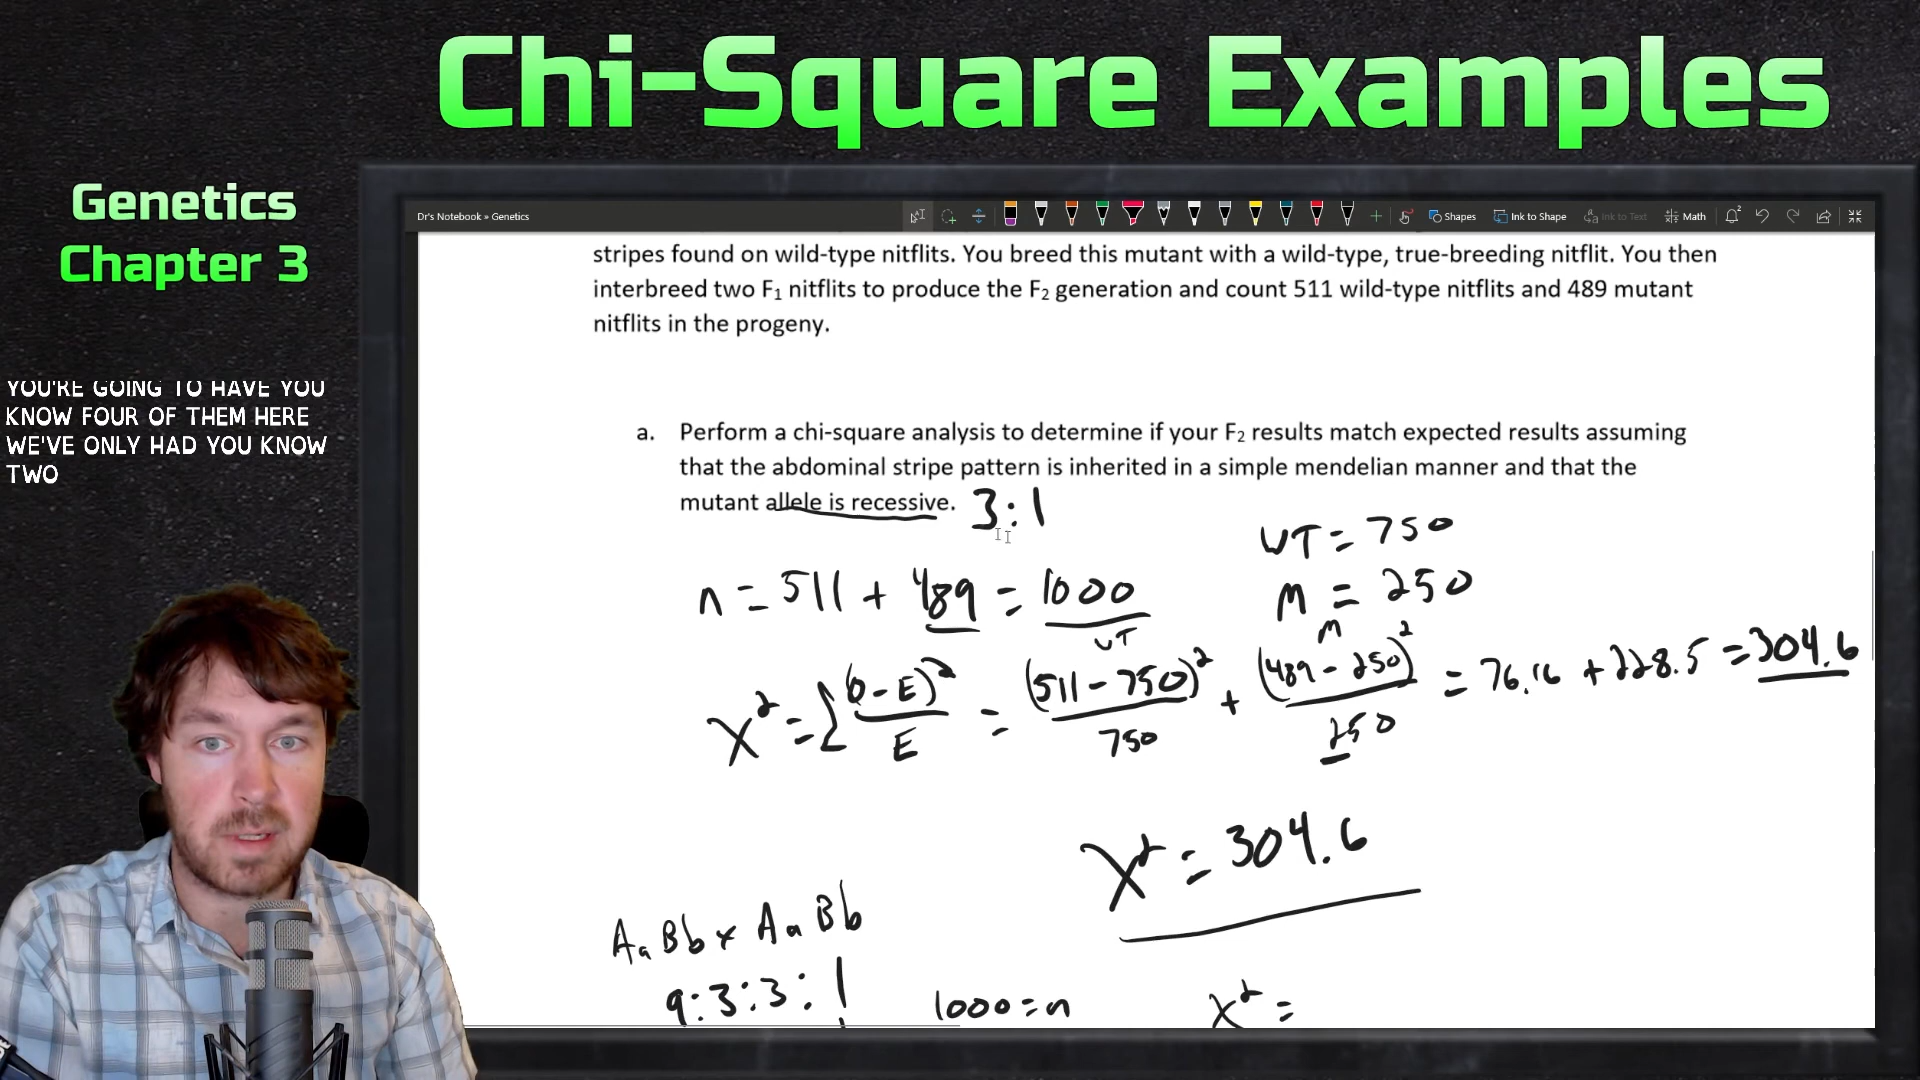 Chi-Square Examples
Genetics
Chapter 3
YOU'RE GOING TO HAVE YOU
KNOW FOUR OF THEM HERE
WE'VE ONLY HAD YOU KNOW
TWO
Dr's Notebook » Genetics
Shapes
Ink to Shape
Ink to Text
Math
stripes found on wild-type nitflits. You breed this mutant with a wild-type, true-breeding nitflit. You then
interbreed two F₁ nitflits to produce the F₂ generation and count 511 wild-type nitflits and 489 mutant
nitflits in the progeny.
a. Perform a chi-square analysis to determine if your F₂ results match expected results assuming
that the abdominal stripe pattern is inherited in a simple mendelian manner and that the
mutant allele is recessive. 3:1
WT = 750
n = 511 + 489 = 1000
M = 250
WT
M
X² = Σ (O-E)²/E = (511-750)²/750 + (489-250)²/250 = 76.16 + 228.5 = 304.6
X² = 304.6
AaBb x AaBb
9:3:3:1
1000 = n
X² =